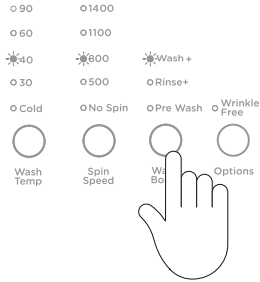 90 1400
60 1100
40 800 Wash+
30 500 Rinse+
Cold No Spin Pre Wash Wrinkle Free
Wash Temp
Spin Speed
Options